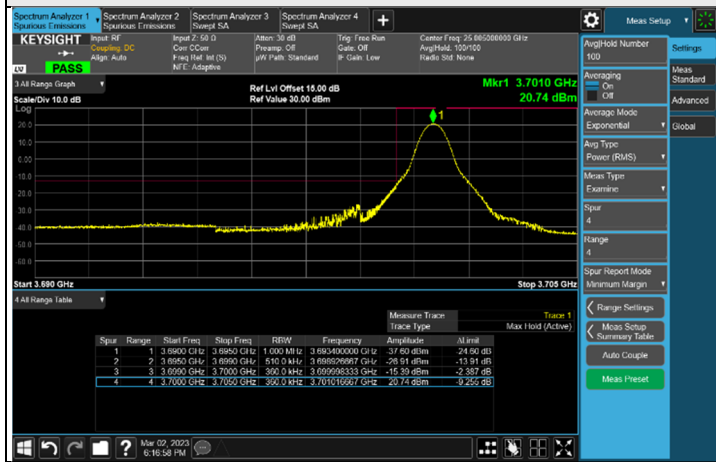 Spectrum Analyzer 1 Spectrum Analyzer 2 Spectrum Analyzer 3 Spectrum Analyzer 4 +
Spurious Emissions Spurious Emissions Swept SA Swept SA
KEYSIGHT Input: RF Input Z: 50 Ω Atten: 30 dB Trig: Free Run Center Freq: 25.005000000 GHz
Coupling: DC Corr CCorr Preamp: Off Gate: Off Avg|Hold: 100/100
Align: Auto Freq Ref: Int (S) µW Path: Standard IF Gain: Low Radio Std: None
NFE: Adaptive
PASS
3 All Range Graph
Ref Lvl Offset 15.00 dB Mkr1 3.7010 GHz
Scale/Div 10.0 dB Ref Value 30.00 dBm 20.74 dBm
Log
1
20.0
10.0
0.00
10.0
20.0
30.0
40.0
-50.0
-60.0
Start 3.690 GHz Stop 3.705 GHz
4 All Range Table
Measure Trace Trace 1
Trace Type Max Hold (Active)
Spur Range Start Freq Stop Freq RBW Frequency Amplitude ΔLimit
1 1 3.6900 GHz 3.6950 GHz 1.000 MHz 3.693400000 GHz -37.60 dBm -24.60 dB
2 2 3.6950 GHz 3.6990 GHz 510.0 kHz 3.698926667 GHz -26.91 dBm -13.91 dB
3 3 3.6990 GHz 3.7000 GHz 360.0 kHz 3.699998333 GHz -15.39 dBm -2.387 dB
4 4 3.7000 GHz 3.7050 GHz 360.0 kHz 3.701016667 GHz 20.74 dBm -9.255 dB
Mar 02, 2023
6:16:58 PM
?
Meas Setup
Avg|Hold Number
100
Averaging
On
Off
Average Mode
Exponential
Avg Type
Power (RMS)
Meas Type
Examine
Spur
4
Range
4
Spur Report Mode
Minimum Margin
Range Settings
Meas Setup
Summary Table
Auto Couple
Meas Preset
Settings
Meas
Standard
Advanced
Global